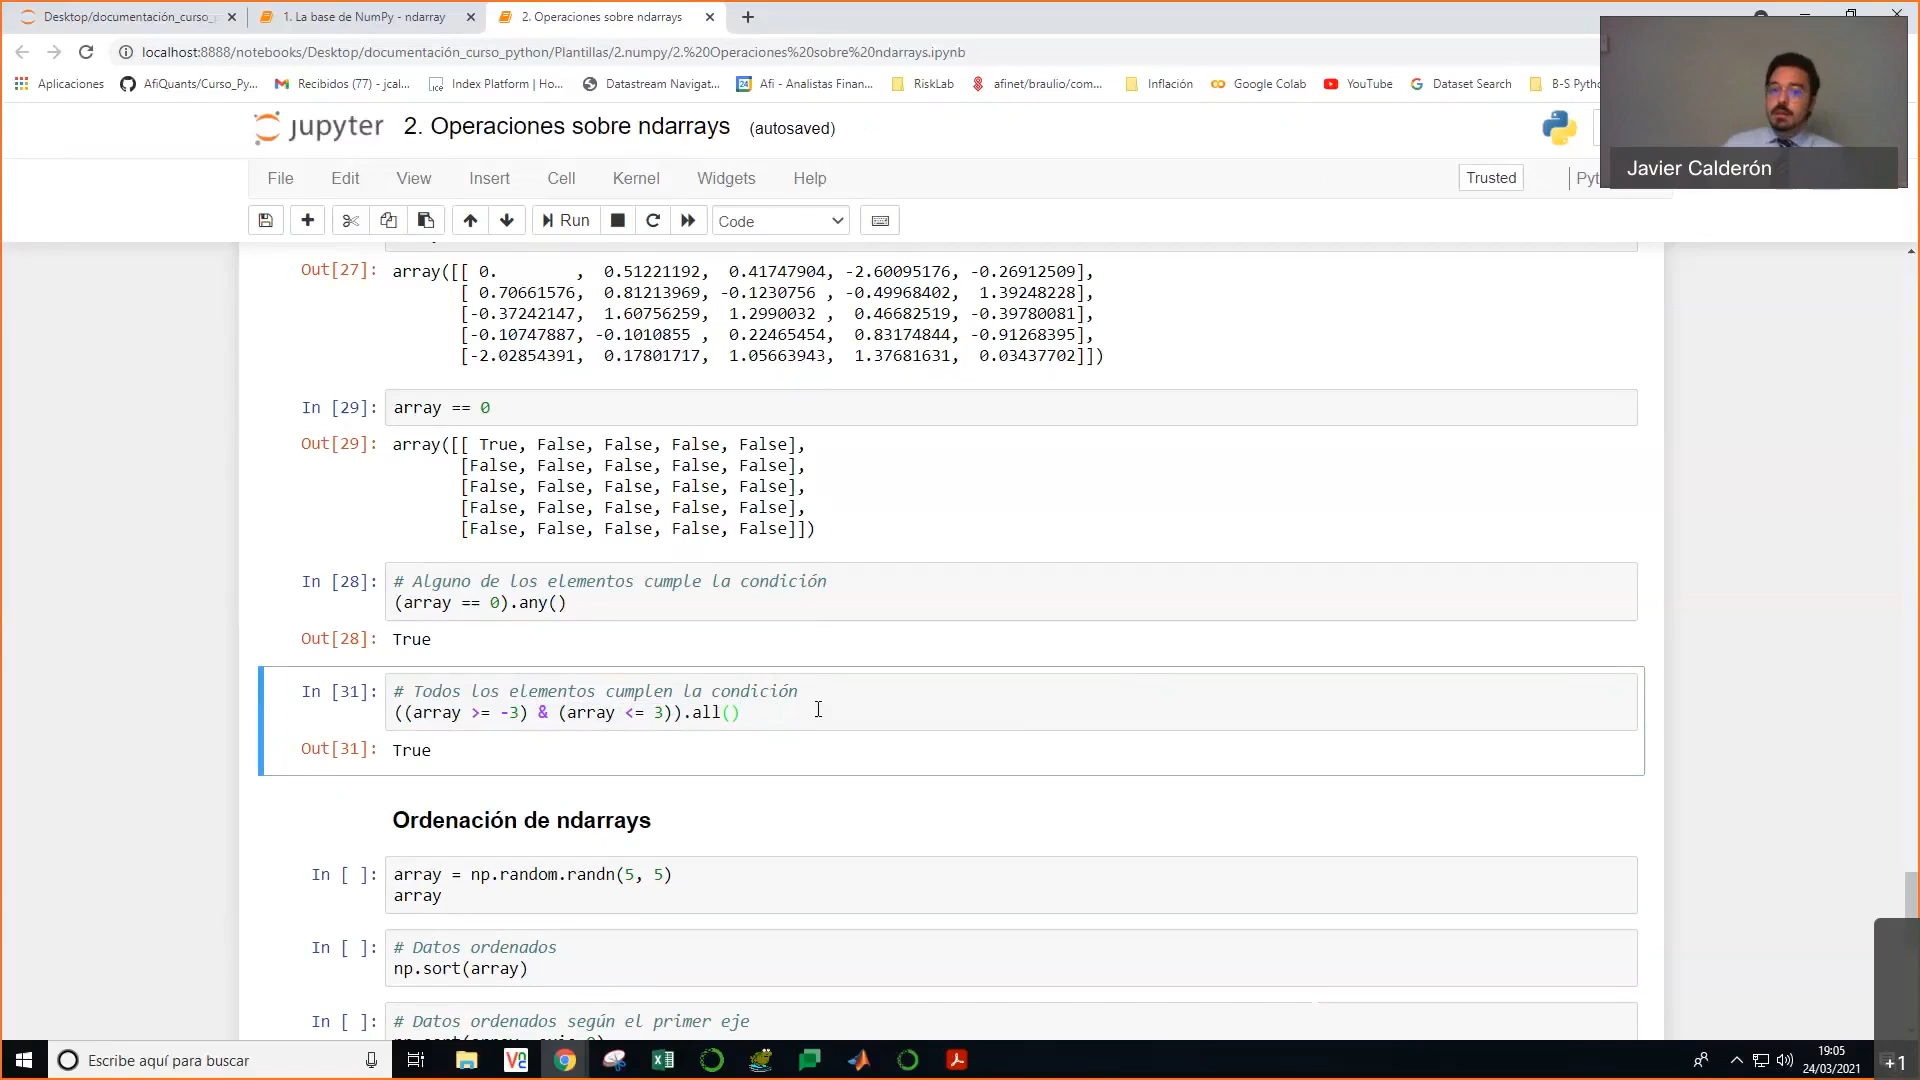 Desktop/documentación_curso_p
1. La base de NumPy - ndarray
2. Operaciones sobre ndarrays
localhost:8888/notebooks/Desktop/documentación_curso_python/Plantillas/2.numpy/2.%20Operaciones%20sobre%20ndarrays.ipynb
Aplicaciones
AfiQuants/Curso_Py...
Recibidos (77) - jcal...
Index Platform | Ho...
Datastream Navigat...
Afi - Analistas Finan...
RiskLab
afinet/braulio/com...
Inflación
Google Colab
YouTube
Dataset Search
B-S Pytho
jupyter 2. Operaciones sobre ndarrays (autosaved)
Javier Calderón
File Edit View Insert Cell Kernel Widgets Help
Trusted
Pyt
Run
Code
Out[27]: array([[ 0.        ,  0.51221192,  0.41747904, -2.60095176, -0.26912509],
[ 0.70661576,  0.81213969, -0.1230756 , -0.49968402,  1.39248228],
[-0.37242147,  1.60756259,  1.2990032 ,  0.46682519, -0.39780081],
[-0.10747887, -0.1010855 ,  0.22465454,  0.83174844, -0.91268395],
[-2.02854391,  0.17801717,  1.05663943,  1.37681631,  0.03437702]])
In [29]: array == 0
Out[29]: array([[ True, False, False, False, False],
[False, False, False, False, False],
[False, False, False, False, False],
[False, False, False, False, False],
[False, False, False, False, False]])
In [28]: # Alguno de los elementos cumple la condición
(array == 0).any()
Out[28]: True
In [31]: # Todos los elementos cumplen la condición
((array >= -3) & (array <= 3)).all()
Out[31]: True
Ordenación de ndarrays
In [ ]: array = np.random.randn(5, 5)
array
In [ ]: # Datos ordenados
np.sort(array)
In [ ]: # Datos ordenados según el primer eje
Escribe aquí para buscar
19:05
24/03/2021
+1